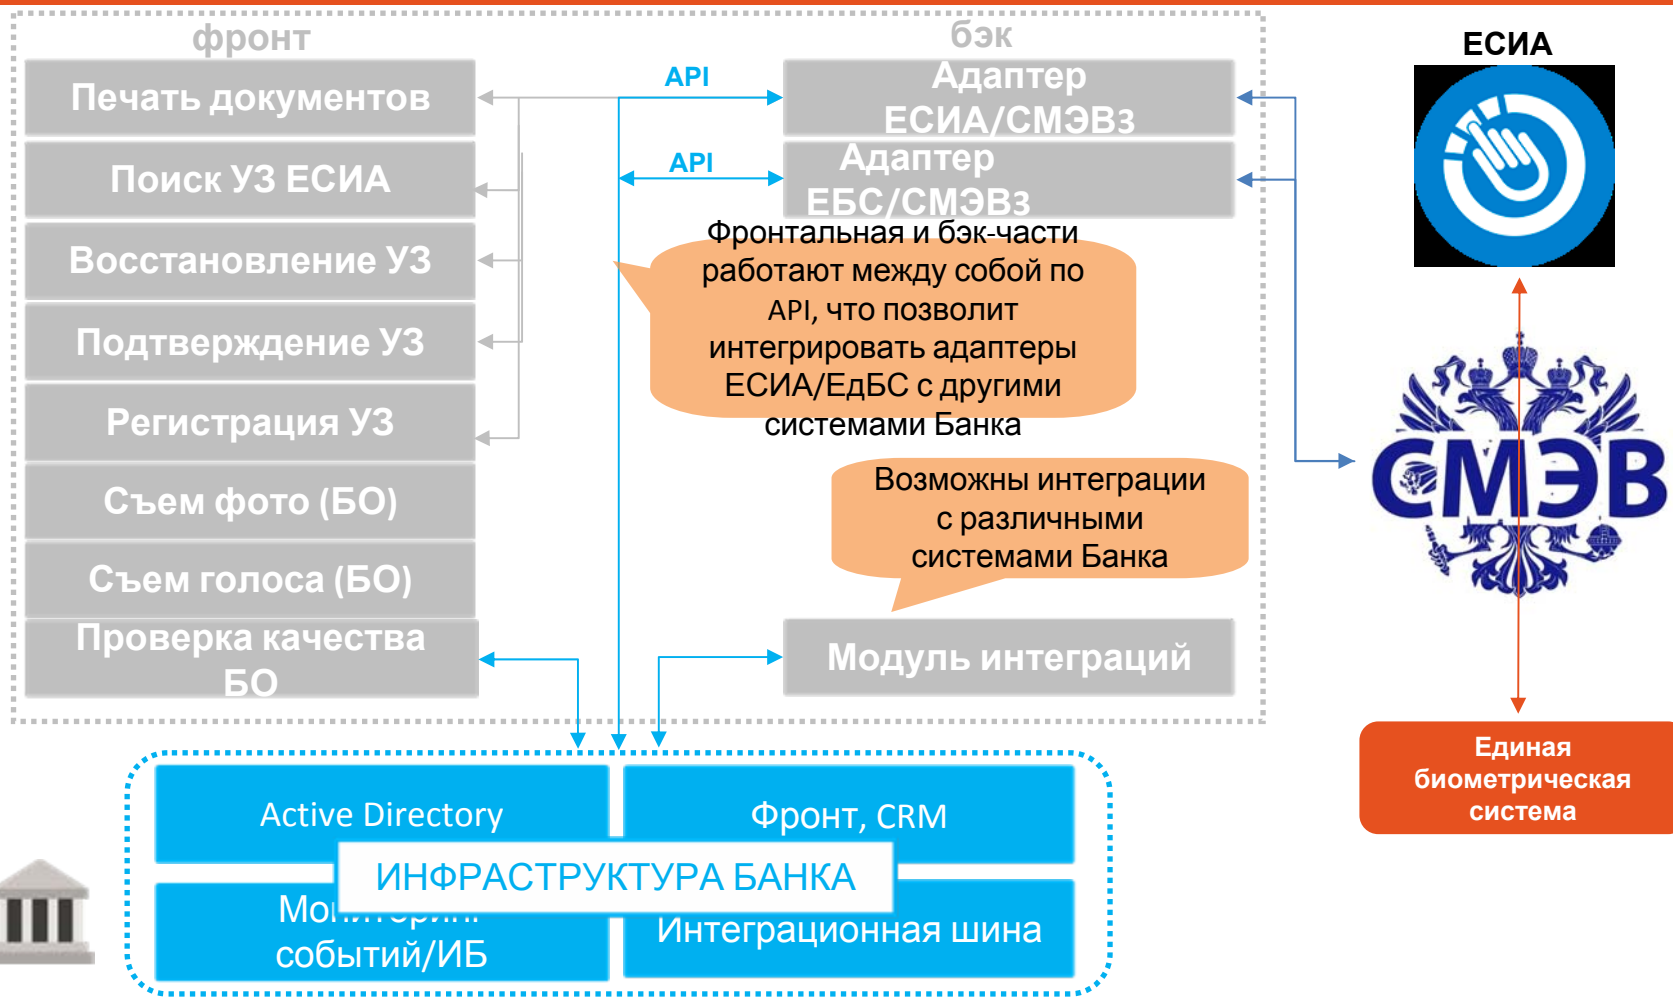 фронт
Печать документов
Поиск УЗ ЕСИА
Восстановление УЗ
Подтверждение УЗ
Регистрация УЗ
Съем фото (БО)
Съем голоса (БО)
Проверка качества
БО
API
API
бэк
Адаптер
ЕСИА/СМЭВ3
Адаптер
ЕБС/СМЭВ3
Фронтальная и бэк-части
работают между собой по
API, что позволит
интегрировать адаптеры
ЕСИА/ЕдБС с другими
системами Банка
Возможны интеграции
с различными
системами Банка
Модуль интеграций
ЕСИА
СМЭВ
Единая
биометрическая
система
Active Directory
Фронт, CRM
ИНФРАСТРУКТУРА БАНКА
Мониторинг
событий/ИБ
Интеграционная шина